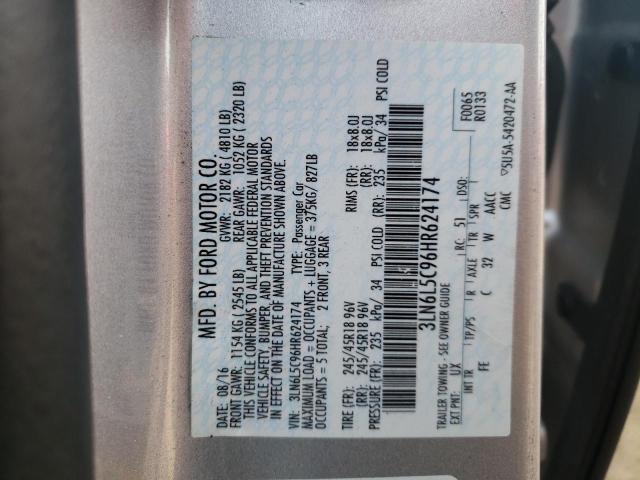 MFD. BY FORD MOTOR CO.
DATE: 08/16 GVWR: 2182 KG ( 4810 LB)
FRONT GAWR: 1154 KG ( 2545 LB) REAR GAWR: 1052 KG ( 2320 LB)
THIS VEHICLE CONFORMS TO ALL APPLICABLE FEDERAL MOTOR
VEHICLE SAFETY, BUMPER, AND THEFT PREVENTION STANDARDS
IN EFFECT ON THE DATE OF MANUFACTURE SHOWN ABOVE.
VIN: 3LN6L5C96HR624174 TYPE: Passenger Car
MAXIMUM LOAD = OCCUPANTS + LUGGAGE = 375KG/ 827LB
OCCUPANTS = 5 TOTAL; 2 FRONT, 3 REAR
TIRE (FR): 245/45R18 96V RIMS (FR): 18x8.0J
(RR): 245/45R18 96V (RR): 18x8.0J
PRESSURE (FR): 235 kPa/ 34 PSI COLD (RR): 235 kPa/ 34 PSI COLD
3LN6L5C96HR624174
F0065
R0133
TRAILER TOWING - SEE OWNER GUIDE
EXT PNT: UX RC: 51 DSO:
INT TR TP/PS R AXLE TR SPR
FE C 32 W AACC
CMC
5U5A-5420472-AA